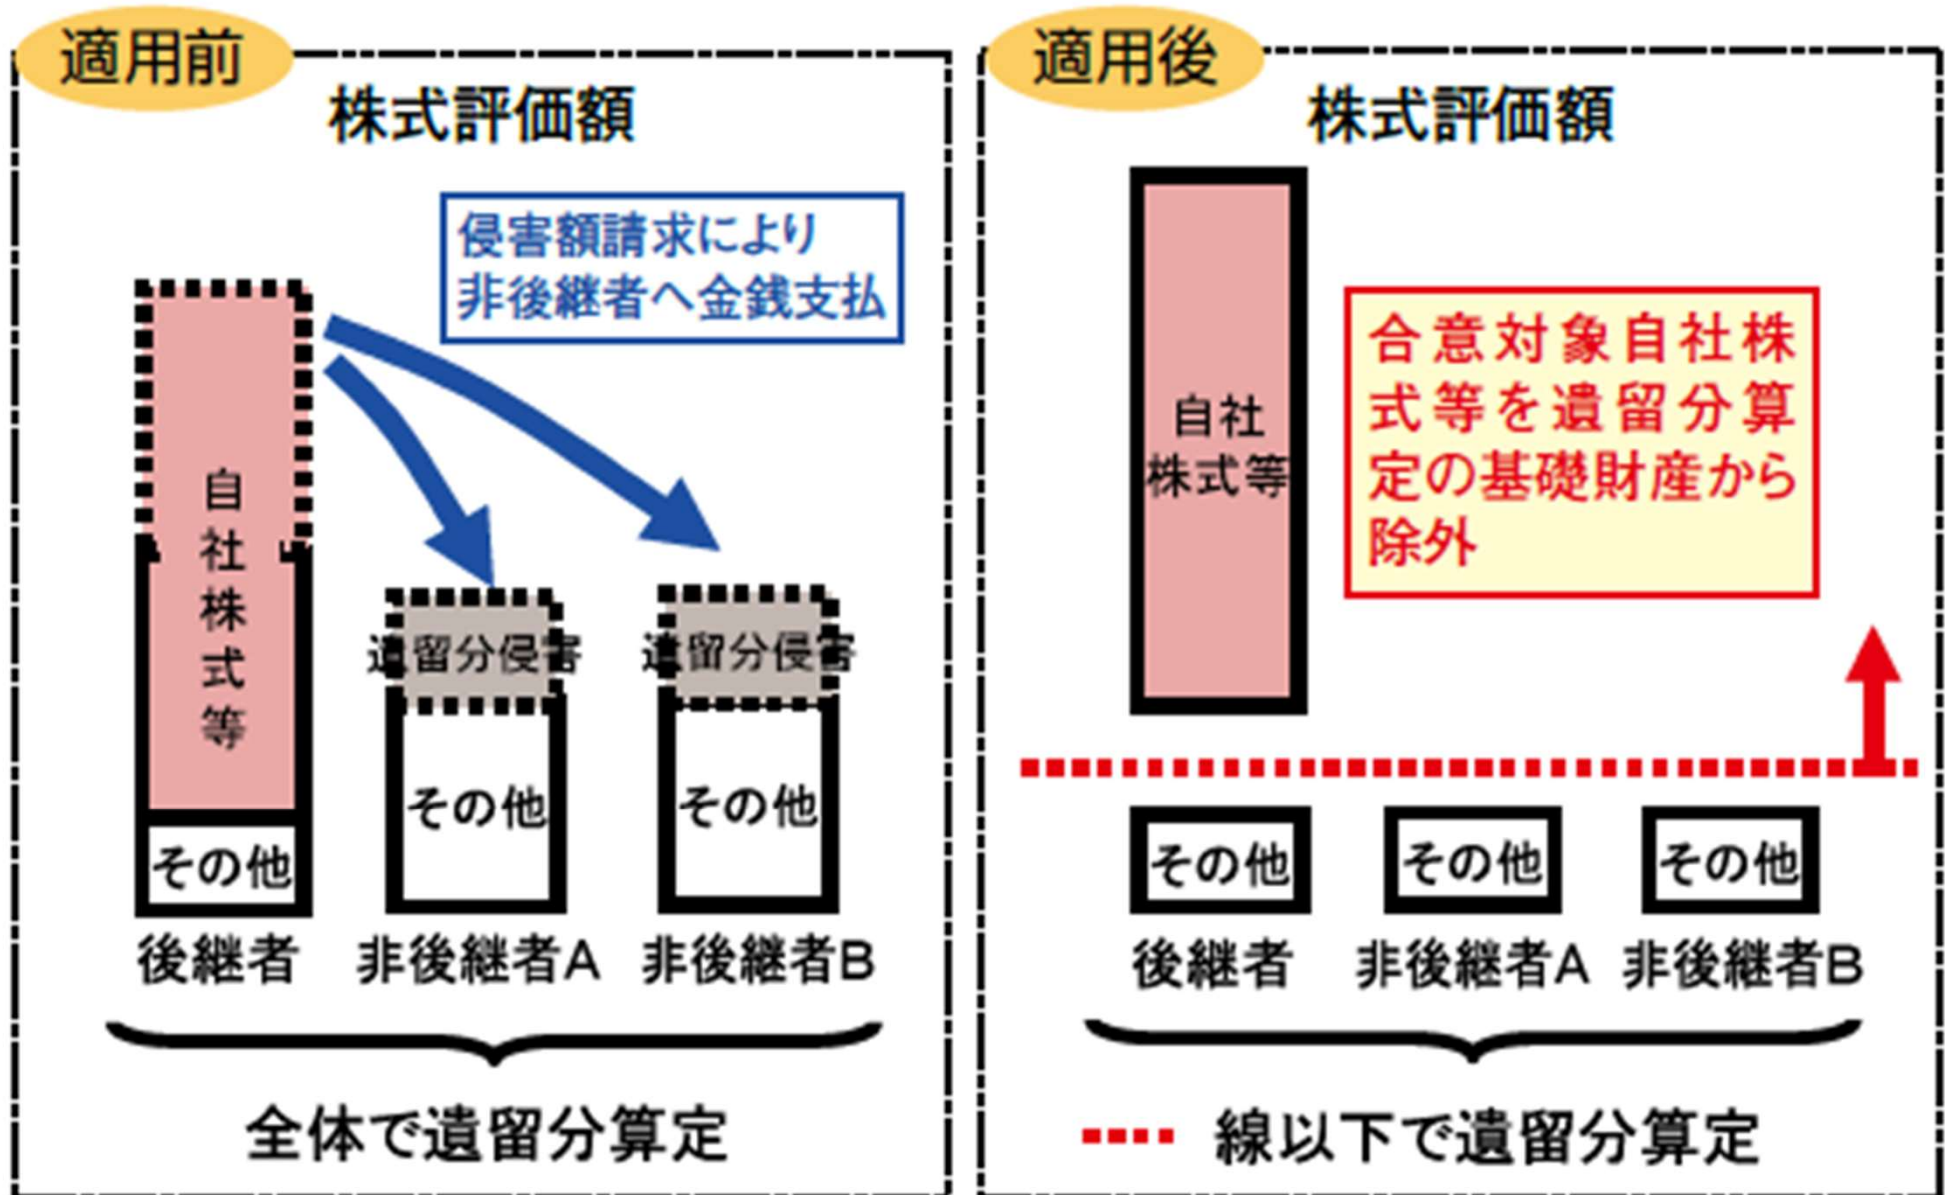 適用前
株式評価額
侵害額請求により
非後継者へ金銭支払
自社株式等
その他
遺留分侵害
その他
遺留分侵害
その他
後継者
非後継者A
非後継者B
全体で遺留分算定
適用後
株式評価額
自社
株式等
合意対象自社株
式等を遺留分算
定の基礎財産から
除外
その他
その他
その他
後継者
非後継者A
非後継者B
線以下で遺留分算定